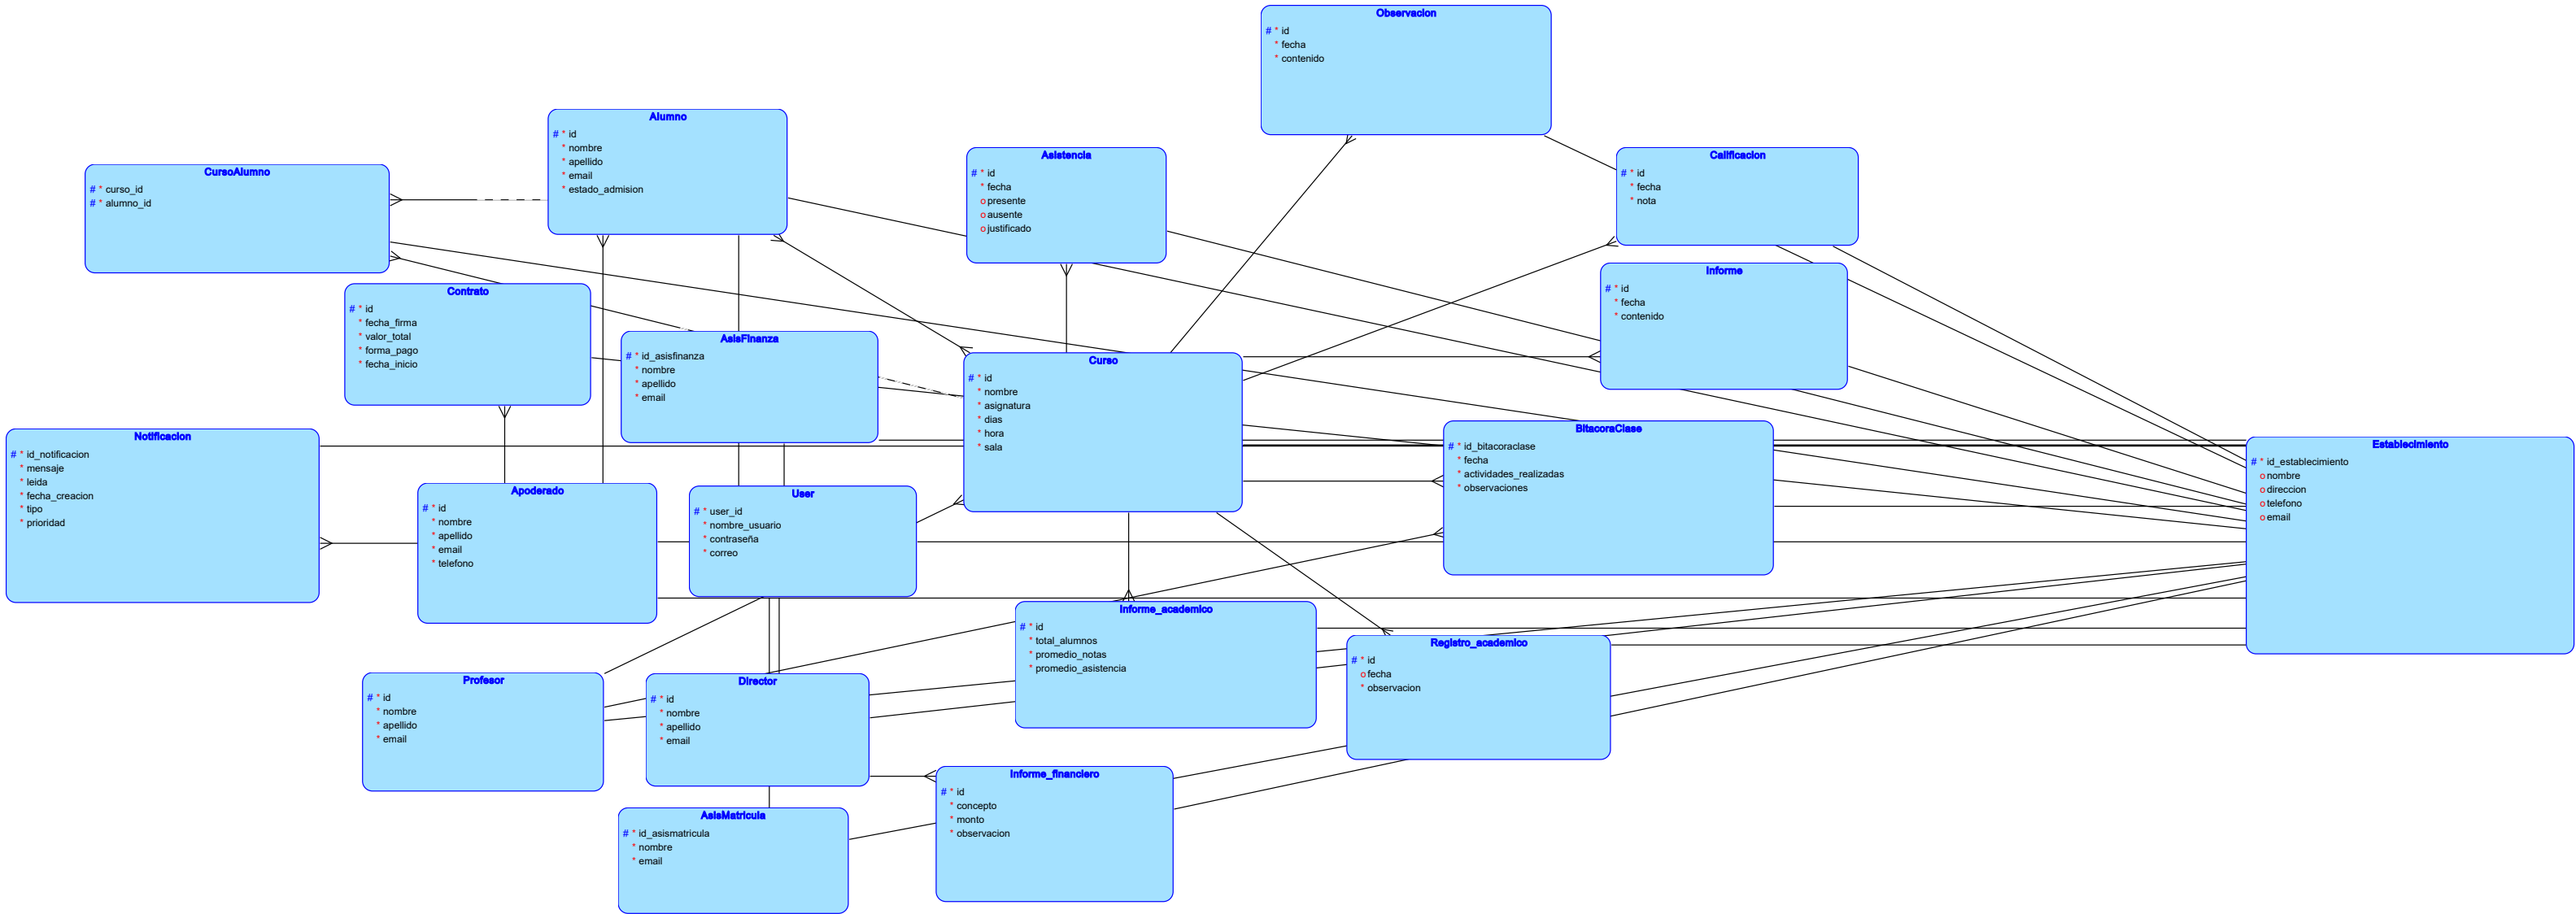 Observacion
# * id
* fecha
* contenido
Alumno
# * id
* nombre
* apellido
* email
* estado_admision
Asistencia
# * id
* fecha
o presente
o ausente
o justificado
Calificacion
# * id
* fecha
* nota
CursoAlumno
# * curso_id
# * alumno_id
Contrato
# * id
* fecha_firma
* valor_total
* forma_pago
* fecha_inicio
AsisFinanza
# * id_asisfinanza
* nombre
* apellido
* email
Curso
# * id
* nombre
* asignatura
* dias
* hora
* sala
Informe
# * id
* fecha
* contenido
Notificacion
# * id_notificacion
* mensaje
* leida
* fecha_creacion
* tipo
* prioridad
BitacoraClase
# * id_bitacoraclase
* fecha
* actividades_realizadas
* observaciones
Establecimiento
# * id_establecimiento
o nombre
o direccion
o telefono
o email
Apoderado
# * id
* nombre
* apellido
* email
* telefono
User
# * user_id
* nombre_usuario
* contraseña
* correo
Informe_academico
# * id
* total_alumnos
* promedio_notas
* promedio_asistencia
Registro_academico
# * id
o fecha
* observacion
Profesor
# * id
* nombre
* apellido
* email
Director
# * id
* nombre
* apellido
* email
Informe_financiero
# * id
* concepto
* monto
* observacion
AsisMatricula
# * id_asismatricula
* nombre
* email